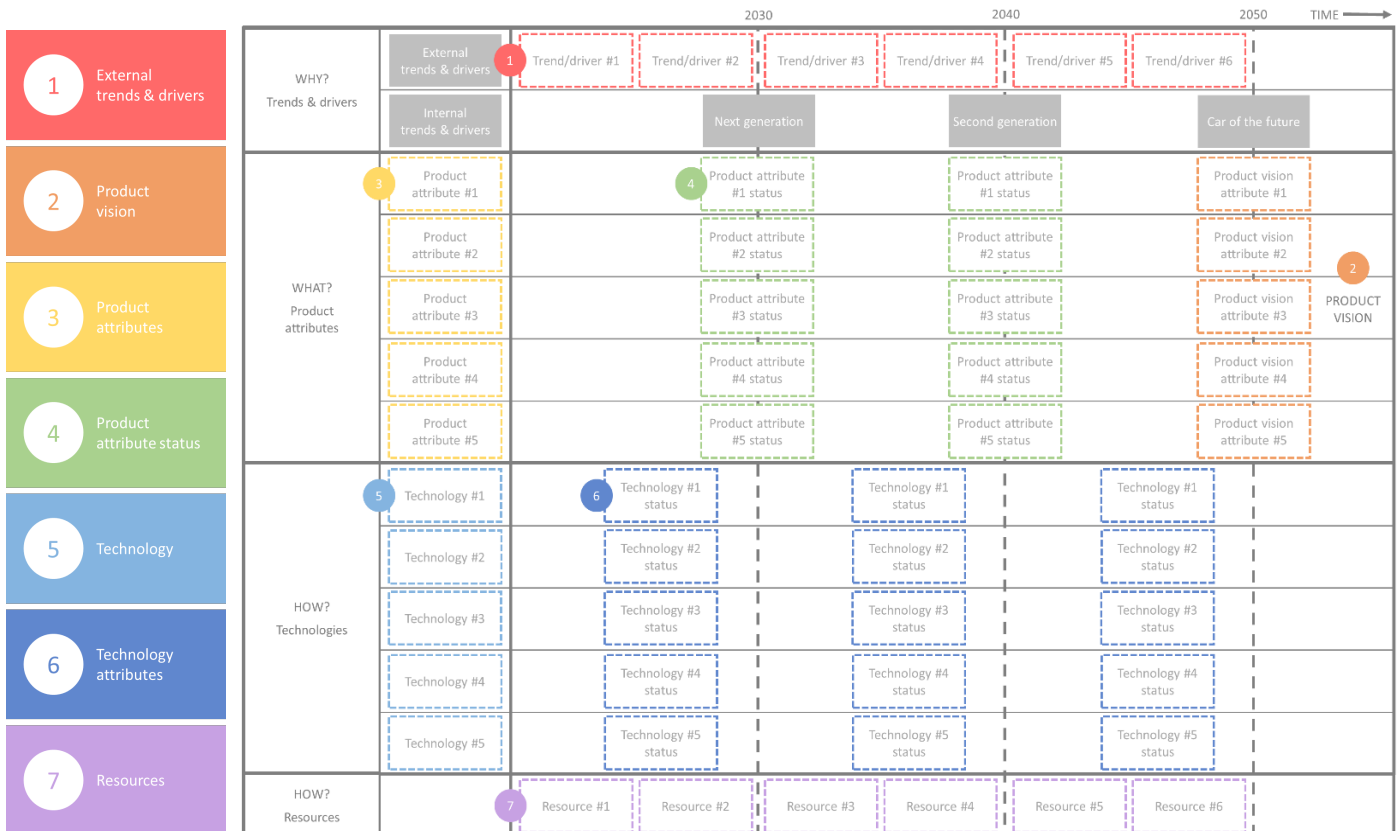 2030
2040
2050
TIME
1
External
trends & drivers
2
Product
vision
3
Product
attributes
4
Product
attribute status
5
Technology
6
Technology
attributes
7
Resources
WHY?
Trends & drivers
External
trends & drivers
1
Trend/driver #1
Trend/driver #2
Trend/driver #3
Trend/driver #4
Trend/driver #5
Trend/driver #6
Internal
trends & drivers
Next generation
Second generation
Car of the future
WHAT?
Product
attributes
3
Product
attribute #1
4
Product attribute
#1 status
Product attribute
#1 status
Product vision
attribute #1
Product
attribute #2
Product attribute
#2 status
Product attribute
#2 status
Product vision
attribute #2
2
PRODUCT
VISION
Product
attribute #3
Product attribute
#3 status
Product attribute
#3 status
Product vision
attribute #3
Product
attribute #4
Product attribute
#4 status
Product attribute
#4 status
Product vision
attribute #4
Product
attribute #5
Product attribute
#5 status
Product attribute
#5 status
Product vision
attribute #5
HOW?
Technologies
5
Technology #1
6
Technology #1
status
Technology #1
status
Technology #1
status
Technology #2
Technology #2
status
Technology #2
status
Technology #2
status
Technology #3
Technology #3
status
Technology #3
status
Technology #3
status
Technology #4
Technology #4
status
Technology #4
status
Technology #4
status
Technology #5
Technology #5
status
Technology #5
status
Technology #5
status
HOW?
Resources
7
Resource #1
Resource #2
Resource #3
Resource #4
Resource #5
Resource #6